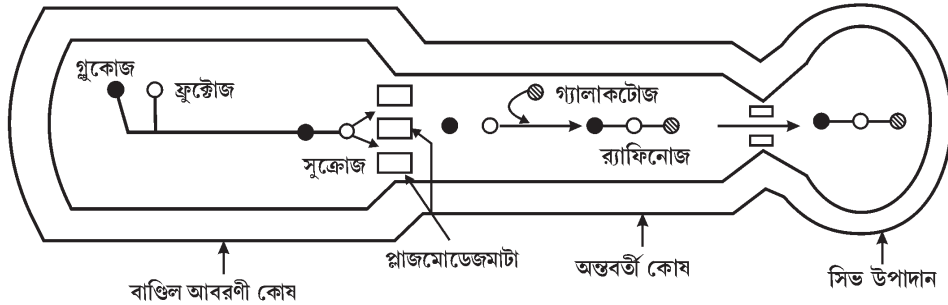 গ্লুকোজ
ফ্রুক্টোজ
সুক্রোজ
গ্যালাকটোজ
র‍্যাফিনোজ
প্লাজমোডেজমাটা
বাণ্ডিল আবরণী কোষ
অন্তবর্তী কোষ
সিভ উপাদান